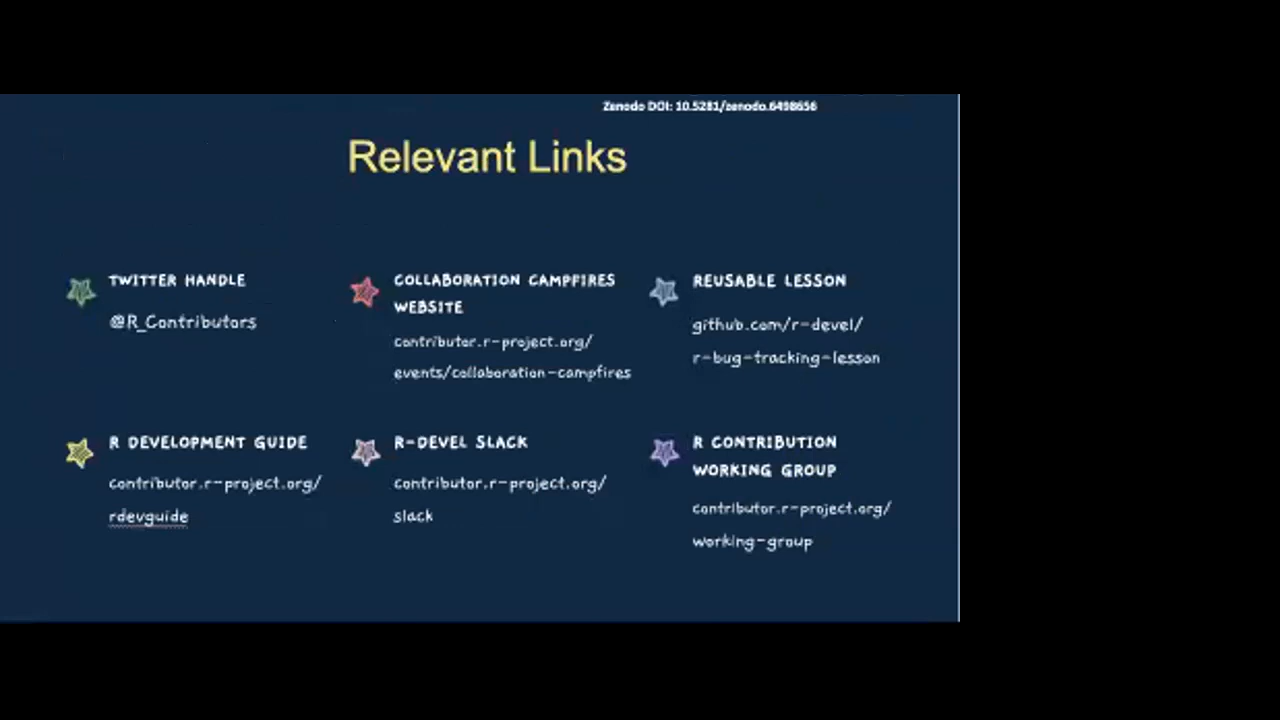 Zenodo DOI: 10.5281/zenodo.6498656
Relevant Links
TWITTER HANDLE
@R_Contributors
COLLABORATION CAMPFIRES
WEBSITE
contributor.r-project.org/
events/collaboration-campfires
REUSABLE LESSON
github.com/r-devel/
r-bug-tracking-lesson
R DEVELOPMENT GUIDE
contributor.r-project.org/
rdevguide
R-DEVEL SLACK
contributor.r-project.org/
slack
R CONTRIBUTION
WORKING GROUP
contributor.r-project.org/
working-group